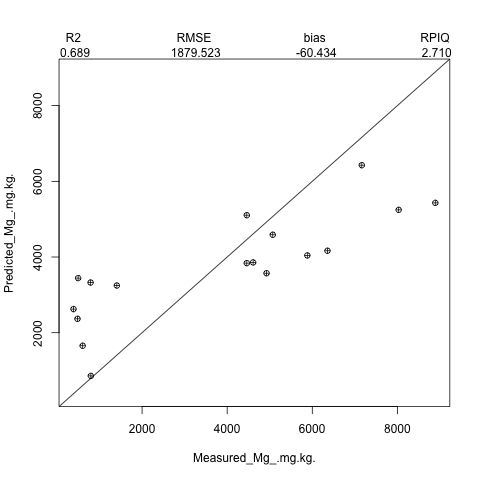 R2 RMSE bias RPIQ
0.689 1879.523 -60.434 2.710
8000
6000
4000
2000
Predicted_Mg_.mg.kg.
2000 4000 6000 8000
Measured_Mg_.mg.kg.